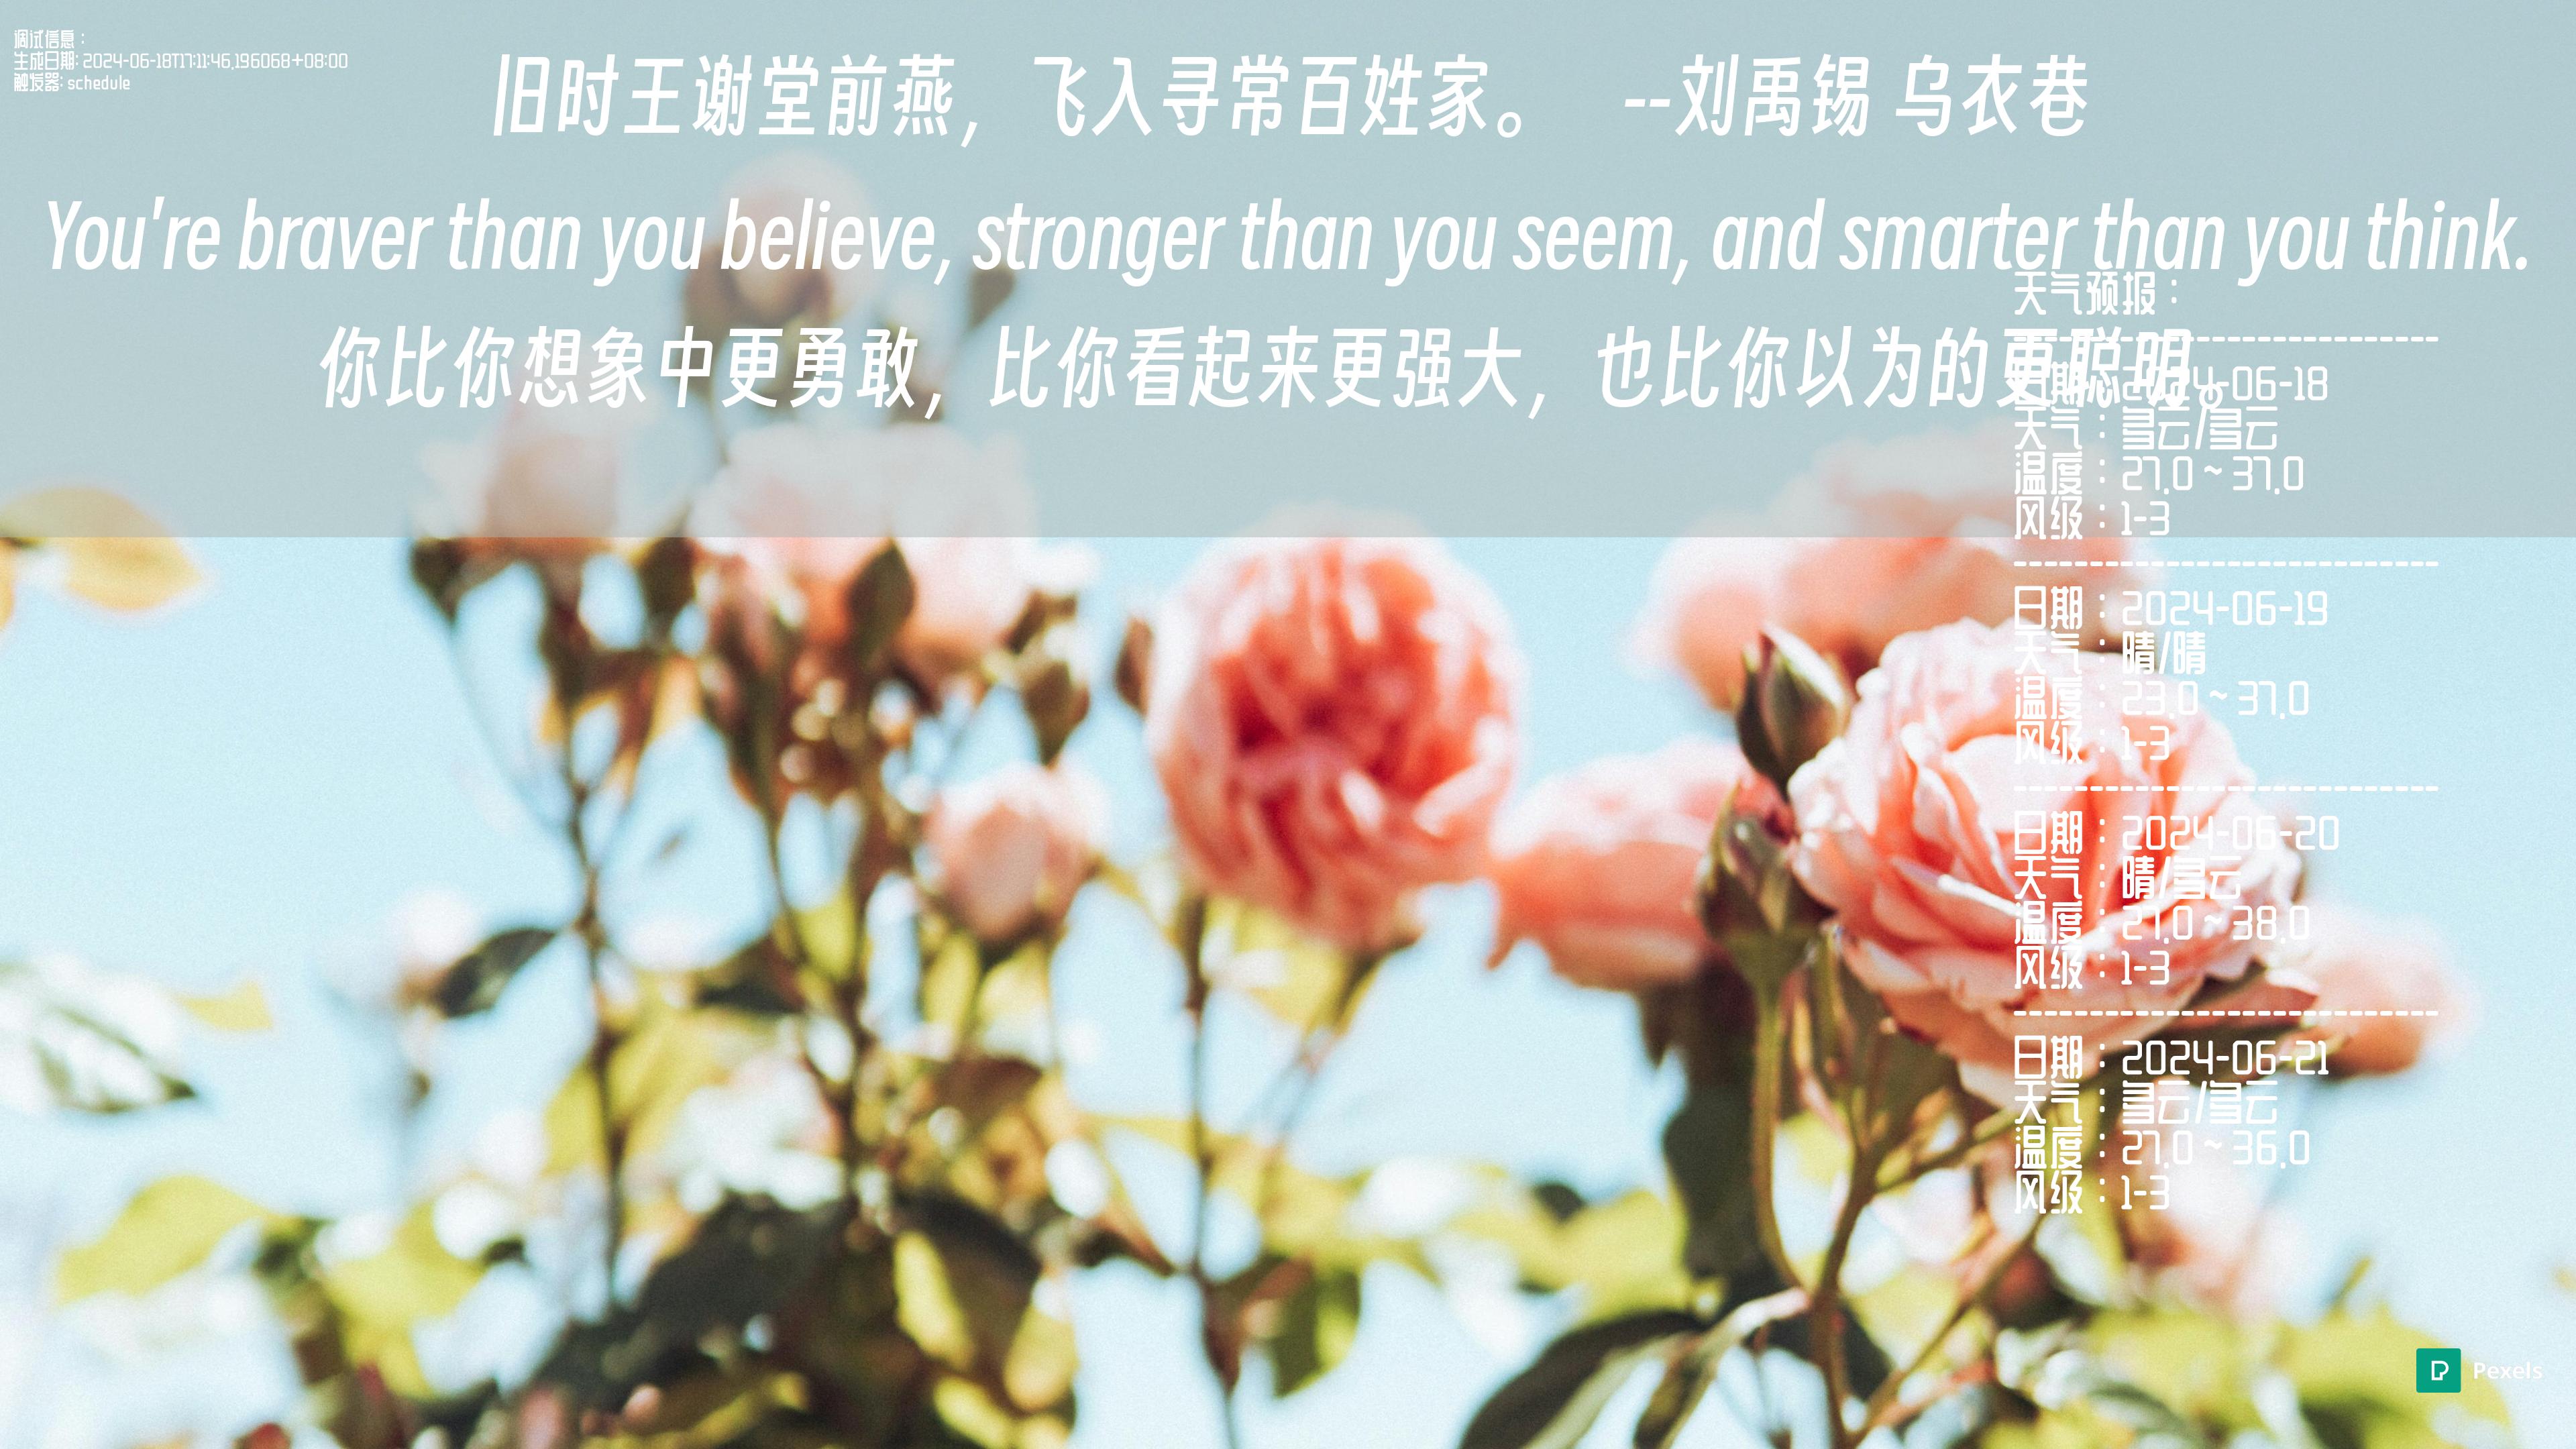 调试信息：
生成日期: 2024-06-18T17:11:46.196068+08:00
触发器: schedule
旧时王谢堂前燕，飞入寻常百姓家。 --刘禹锡 乌衣巷
You're braver than you believe, stronger than you seem, and smarter than you think.
你比你想象中更勇敢，比你看起来更强大，也比你以为的更聪明。
天气预报：
----------------------------
日期：2024-06-18
天气：多云/多云
温度：27.0 ~ 37.0
风级：1-3
----------------------------
日期：2024-06-19
天气：晴/晴
温度：23.0 ~ 37.0
风级：1-3
----------------------------
日期：2024-06-20
天气：晴/多云
温度：27.0 ~ 38.0
风级：1-3
----------------------------
日期：2024-06-21
天气：多云/多云
温度：27.0 ~ 36.0
风级：1-3
Pexels